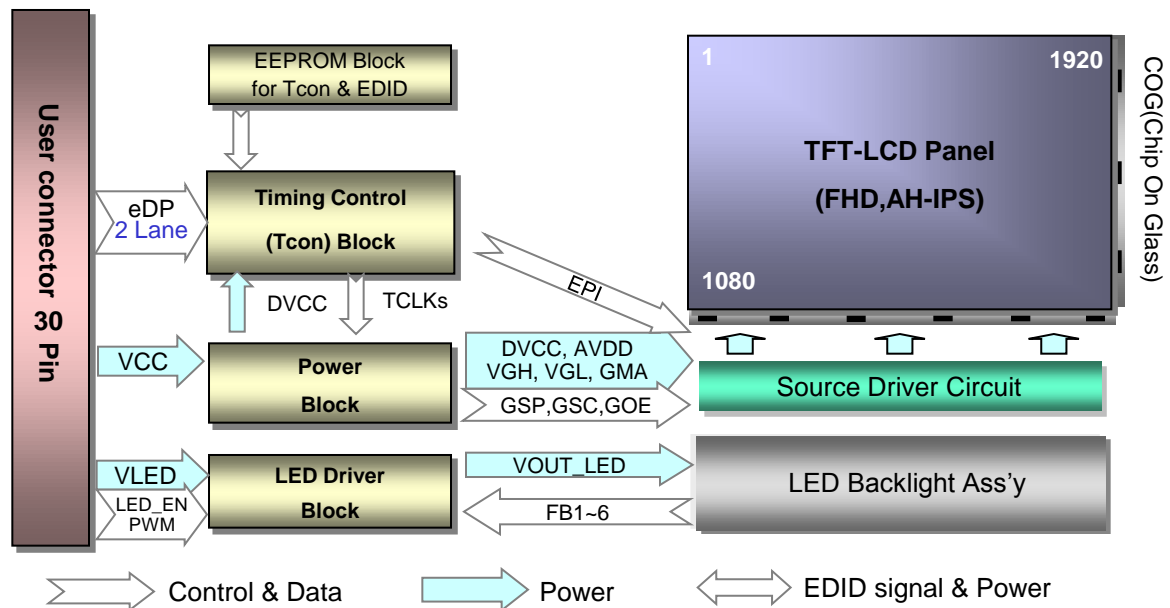 User connector 30 Pin
EEPROM Block
for Tcon & EDID
eDP
2 Lane
Timing Control
(Tcon) Block
DVCC
TCLKs
EPI
VCC
Power
Block
DVCC, AVDD
VGH, VGL, GMA
GSP,GSC,GOE
VLED
LED_EN
PWM
LED Driver
Block
VOUT_LED
FB1~6
1
1920
TFT-LCD Panel
(FHD,AH-IPS)
1080
COG(Chip On Glass)
Source Driver Circuit
LED Backlight Ass'y
Control & Data
Power
EDID signal & Power